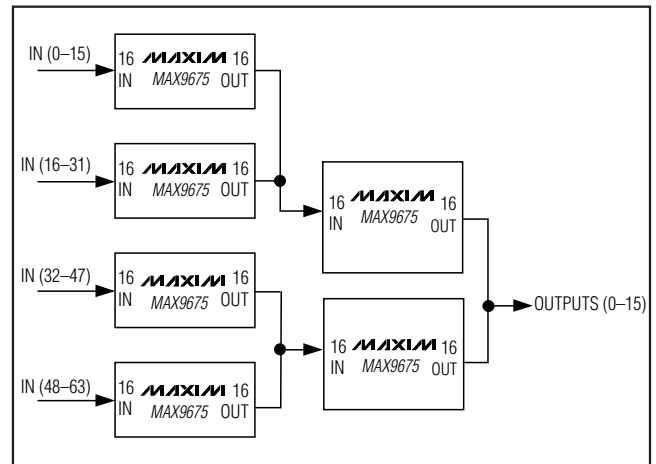 IN (0–15)
16 MAXIM 16
IN MAX9675 OUT
IN (16–31)
16 MAXIM 16
IN MAX9675 OUT
16 MAXIM 16
IN MAX9675 OUT
IN (32–47)
16 MAXIM 16
IN MAX9675 OUT
OUTPUTS (0–15)
16 MAXIM 16
IN MAX9675 OUT
IN (48–63)
16 MAXIM 16
IN MAX9675 OUT